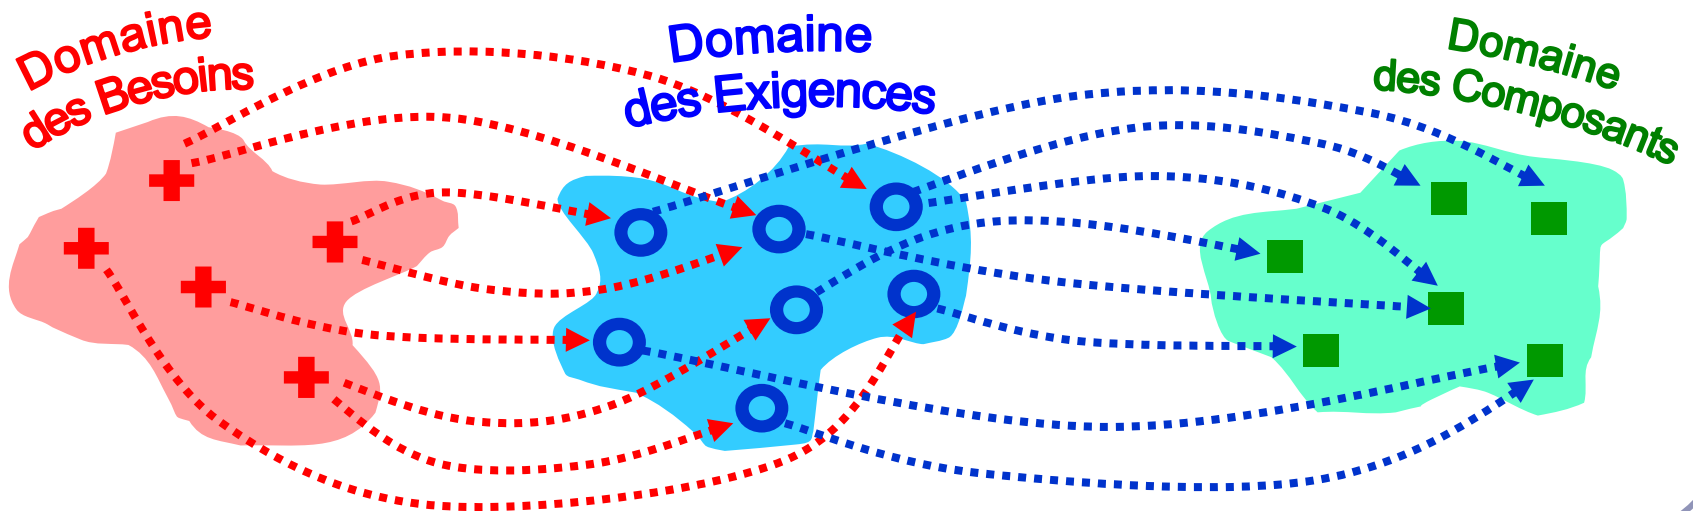 Domaine
des Besoins
Domaine
des Exigences
Domaine
des Composants